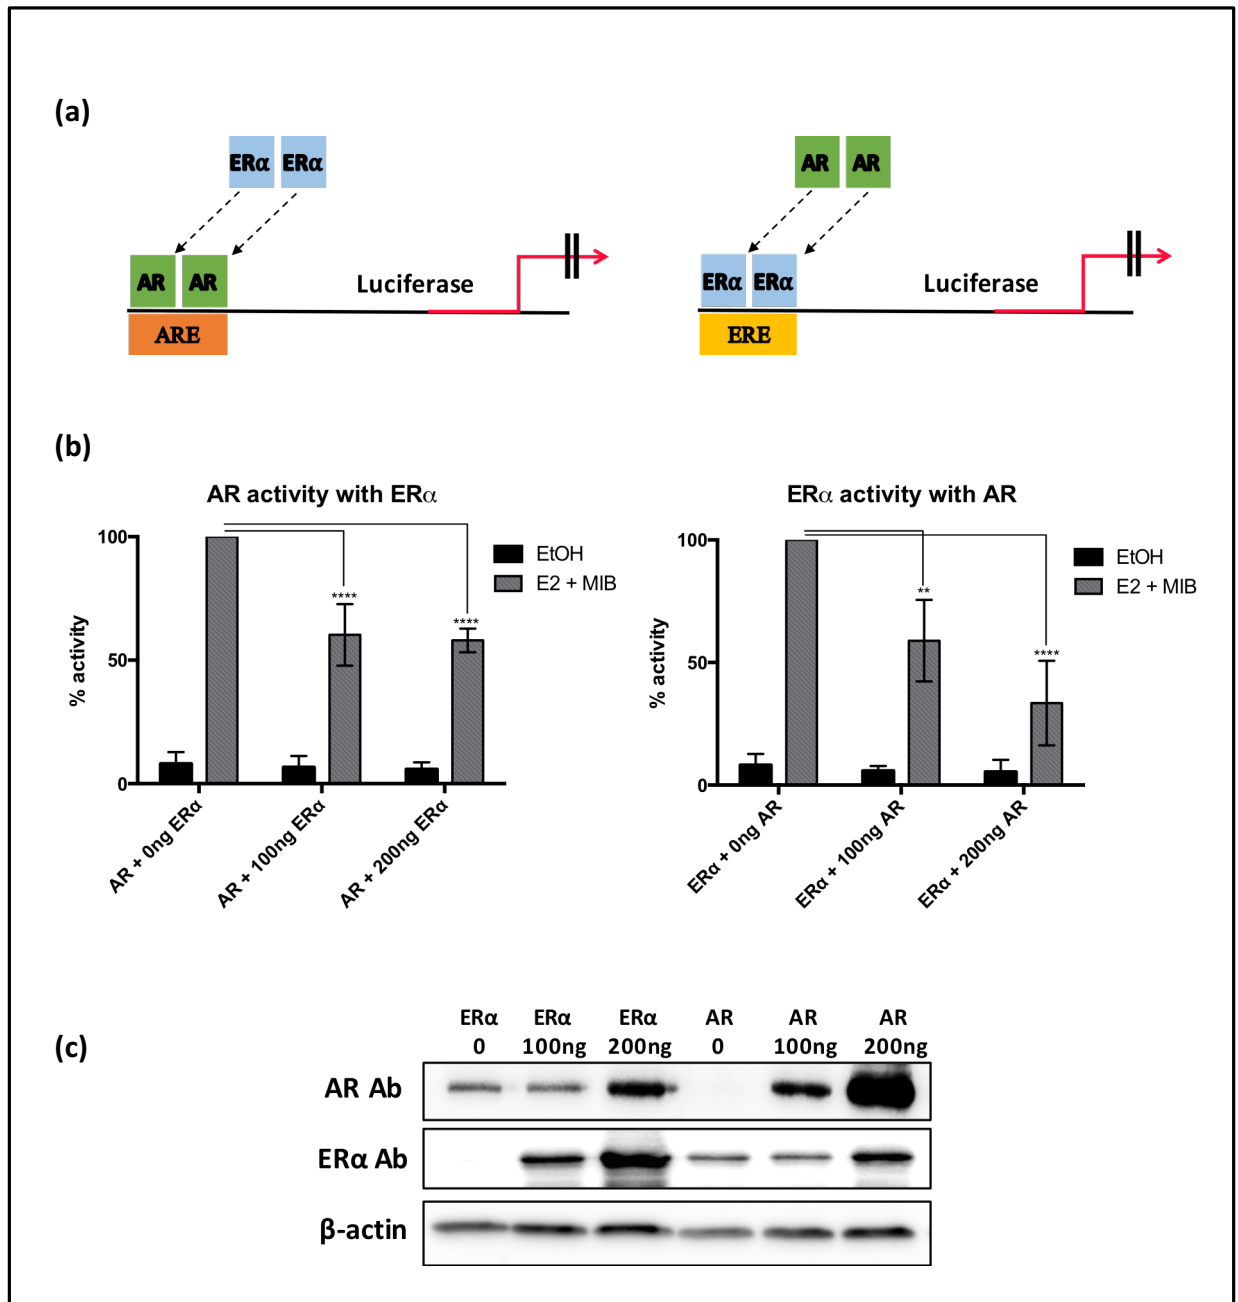 (a)
ERα ERα
AR AR
AR AR
Luciferase
ERα ERα
Luciferase
ARE
ERE
(b)
AR activity with ERα
100
50
0
% activity
EtOH
E2 + MIB
****
****
AR + 0ng ERα
AR + 100ng ERα
AR + 200ng ERα
ERα activity with AR
100
50
0
% activity
EtOH
E2 + MIB
**
****
ERα + 0ng AR
ERα + 100ng AR
ERα + 200ng AR
(c)
ERα ERα ERα AR AR AR
0 100ng 200ng 0 100ng 200ng
AR Ab
ERα Ab
β-actin